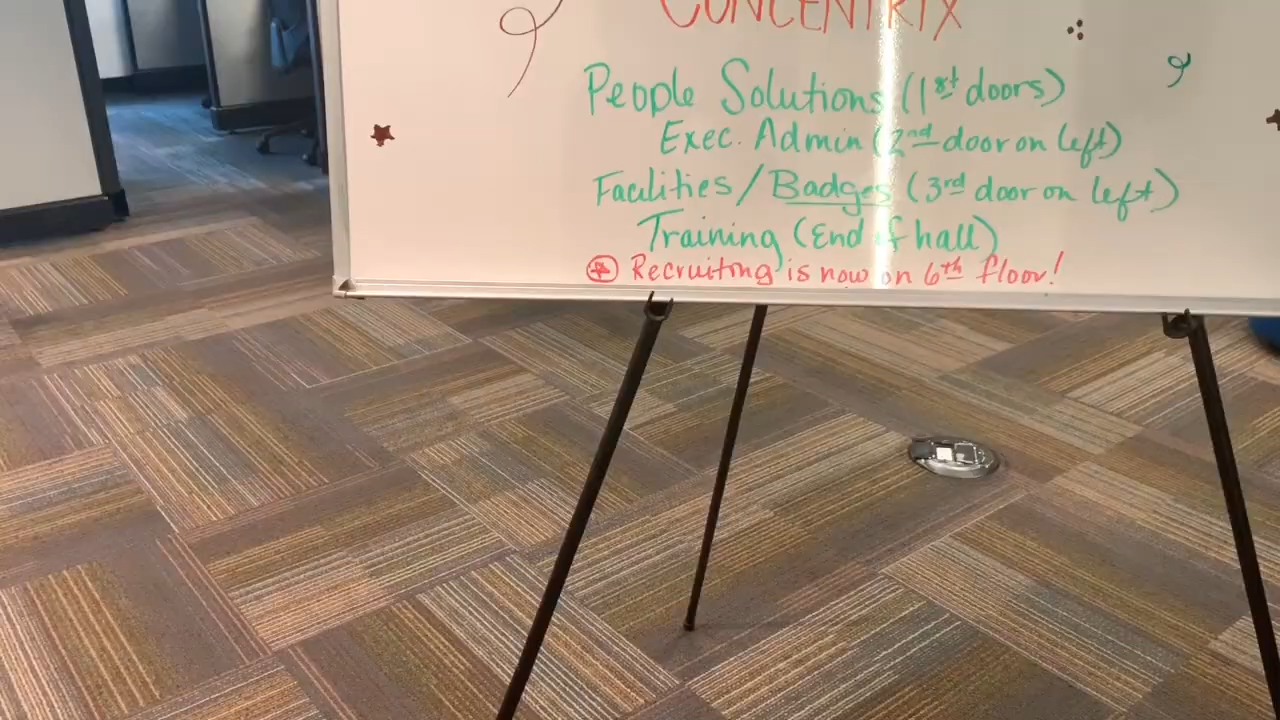 CONCENTRIX
People Solutions (1st doors)
Exec. Admin (2nd door on left)
Facilities / Badges (3rd door on left)
Training (End of hall)
Recruiting is now on 6th floor!